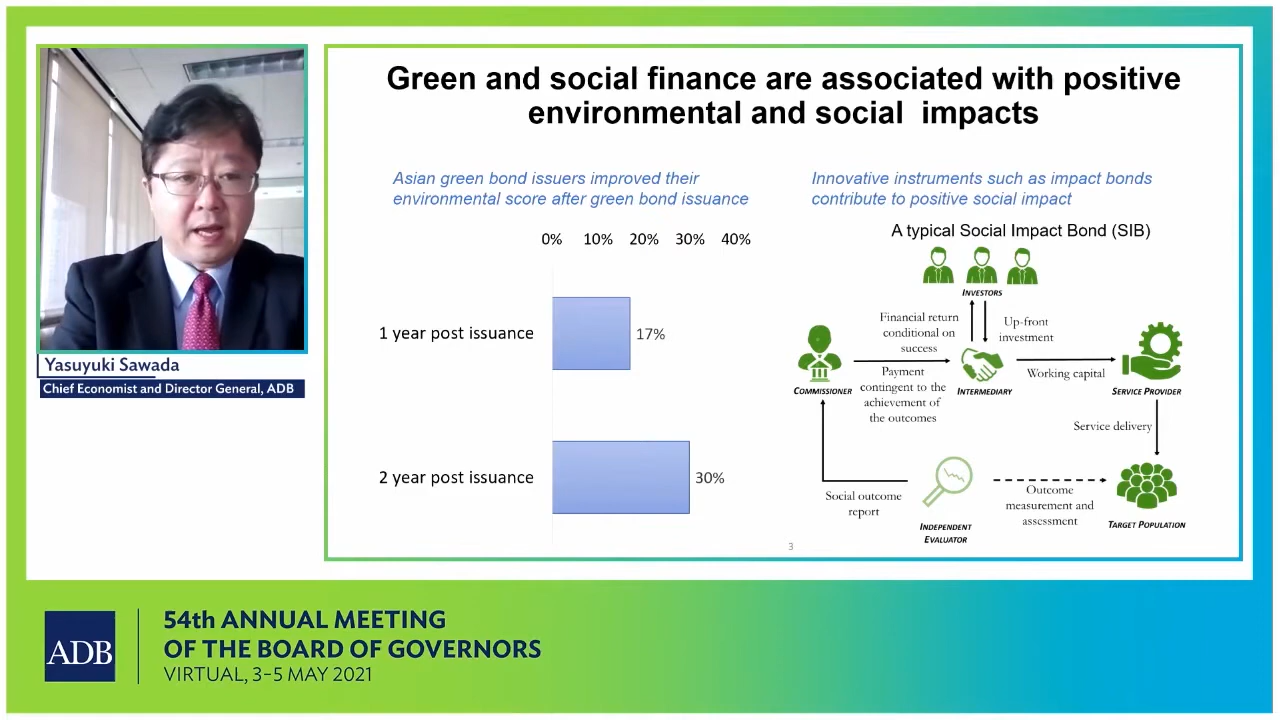 Green and social finance are associated with positive
environmental and social impacts
Yasuyuki Sawada
Chief Economist and Director General, ADB
Asian green bond issuers improved their
environmental score after green bond issuance
0% 10% 20% 30% 40%
1 year post issuance 17%
2 year post issuance 30%
Innovative instruments such as impact bonds
contribute to positive social impact
A typical Social Impact Bond (SIB)
INVESTORS
Financial return
conditional on
success
Up-front
investment
COMMISSIONER
Payment
contingent to the
achievement of
the outcomes
INTERMEDIARY
Working capital
SERVICE PROVIDER
Service delivery
Social outcome
report
INDEPENDENT
EVALUATOR
Outcome
measurement and
assessment
TARGET POPULATION
3
ADB
54th ANNUAL MEETING
OF THE BOARD OF GOVERNORS
VIRTUAL, 3–5 MAY 2021